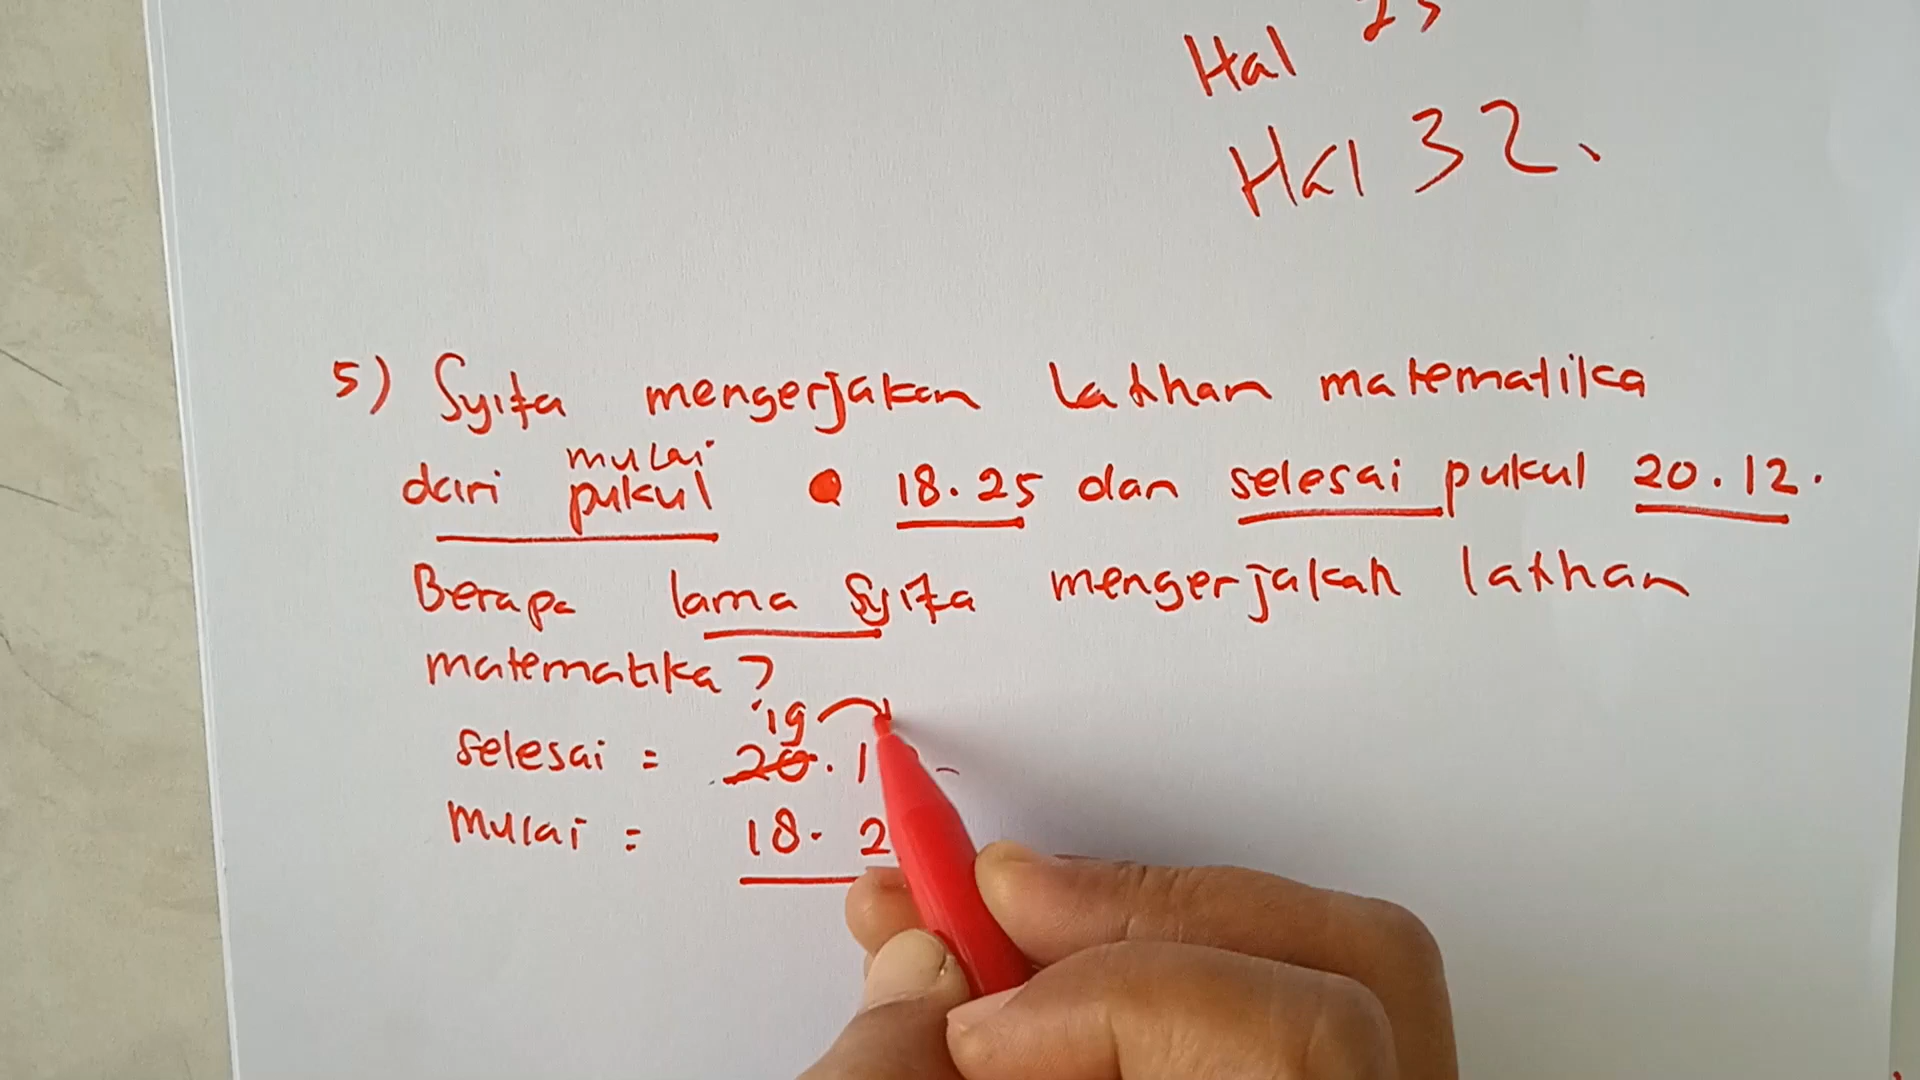 Hal
Hal 32.
5) Syifa mengerjakan latihan matematika
mulai
dari pukul 18.25 dan selesai pukul 20.12.
Berapa lama Syifa mengerjakan latihan
matematika?
19
selesai = 20.1 -
Mulai = 18. 2